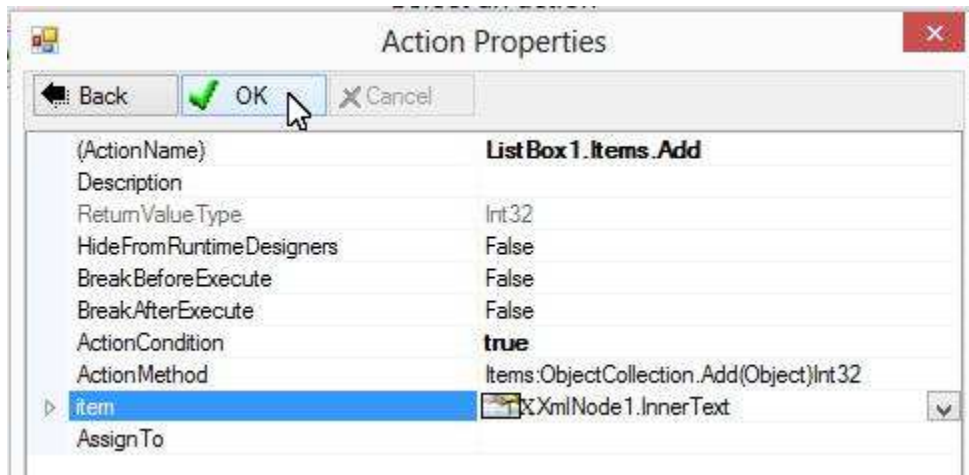 Action Properties
Back OK Cancel
(ActionName) ListBox1.Items.Add
Description
ReturnValueType Int32
HideFromRuntimeDesigners False
BreakBeforeExecute False
BreakAfterExecute False
ActionCondition true
ActionMethod Items:ObjectCollection.Add(Object)Int32
item XXmlNode1.InnerText
AssignTo